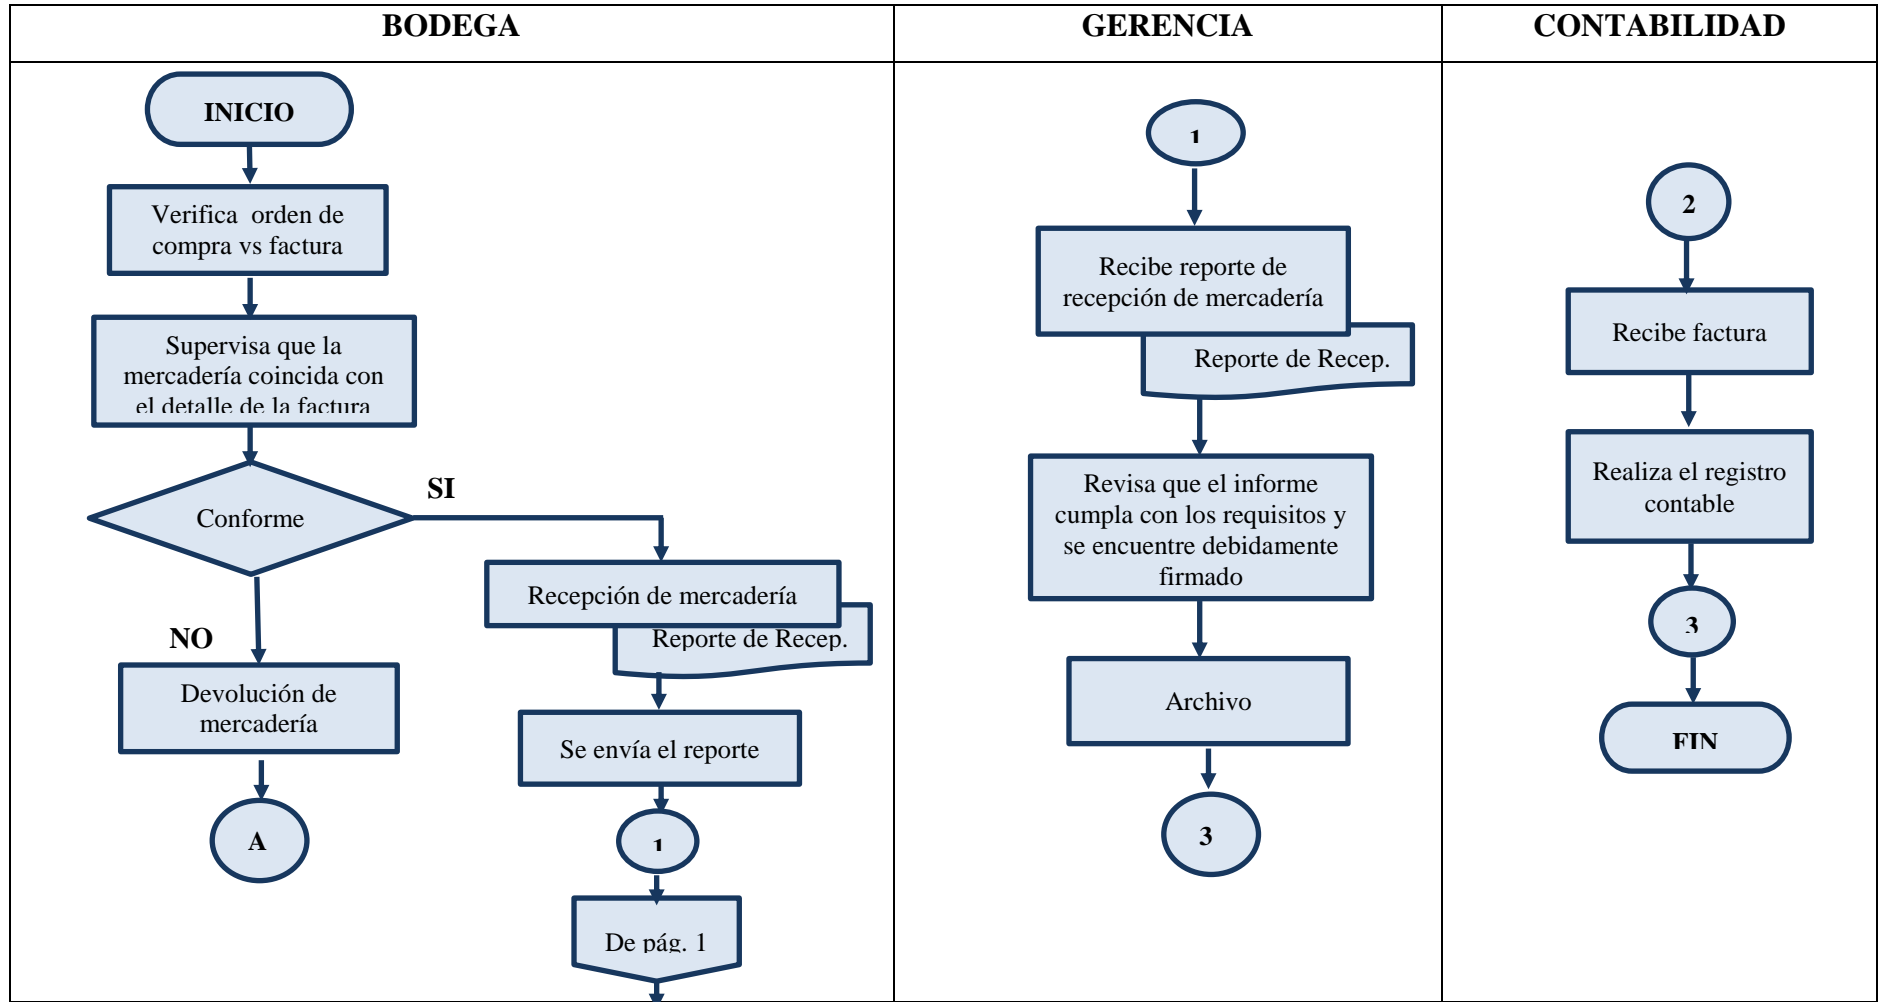 BODEGA
GERENCIA
CONTABILIDAD
INICIO
Verifica orden de
compra vs factura
Supervisa que la
mercadería coincida con
el detalle de la factura
Conforme
SI
NO
Devolución de
mercadería
A
Recepción de mercadería
Reporte de Recep.
Se envía el reporte
1
De pág. 1
1
Recibe reporte de
recepción de mercadería
Reporte de Recep.
Revisa que el informe
cumpla con los requisitos y
se encuentre debidamente
firmado
Archivo
3
2
Recibe factura
Realiza el registro
contable
3
FIN